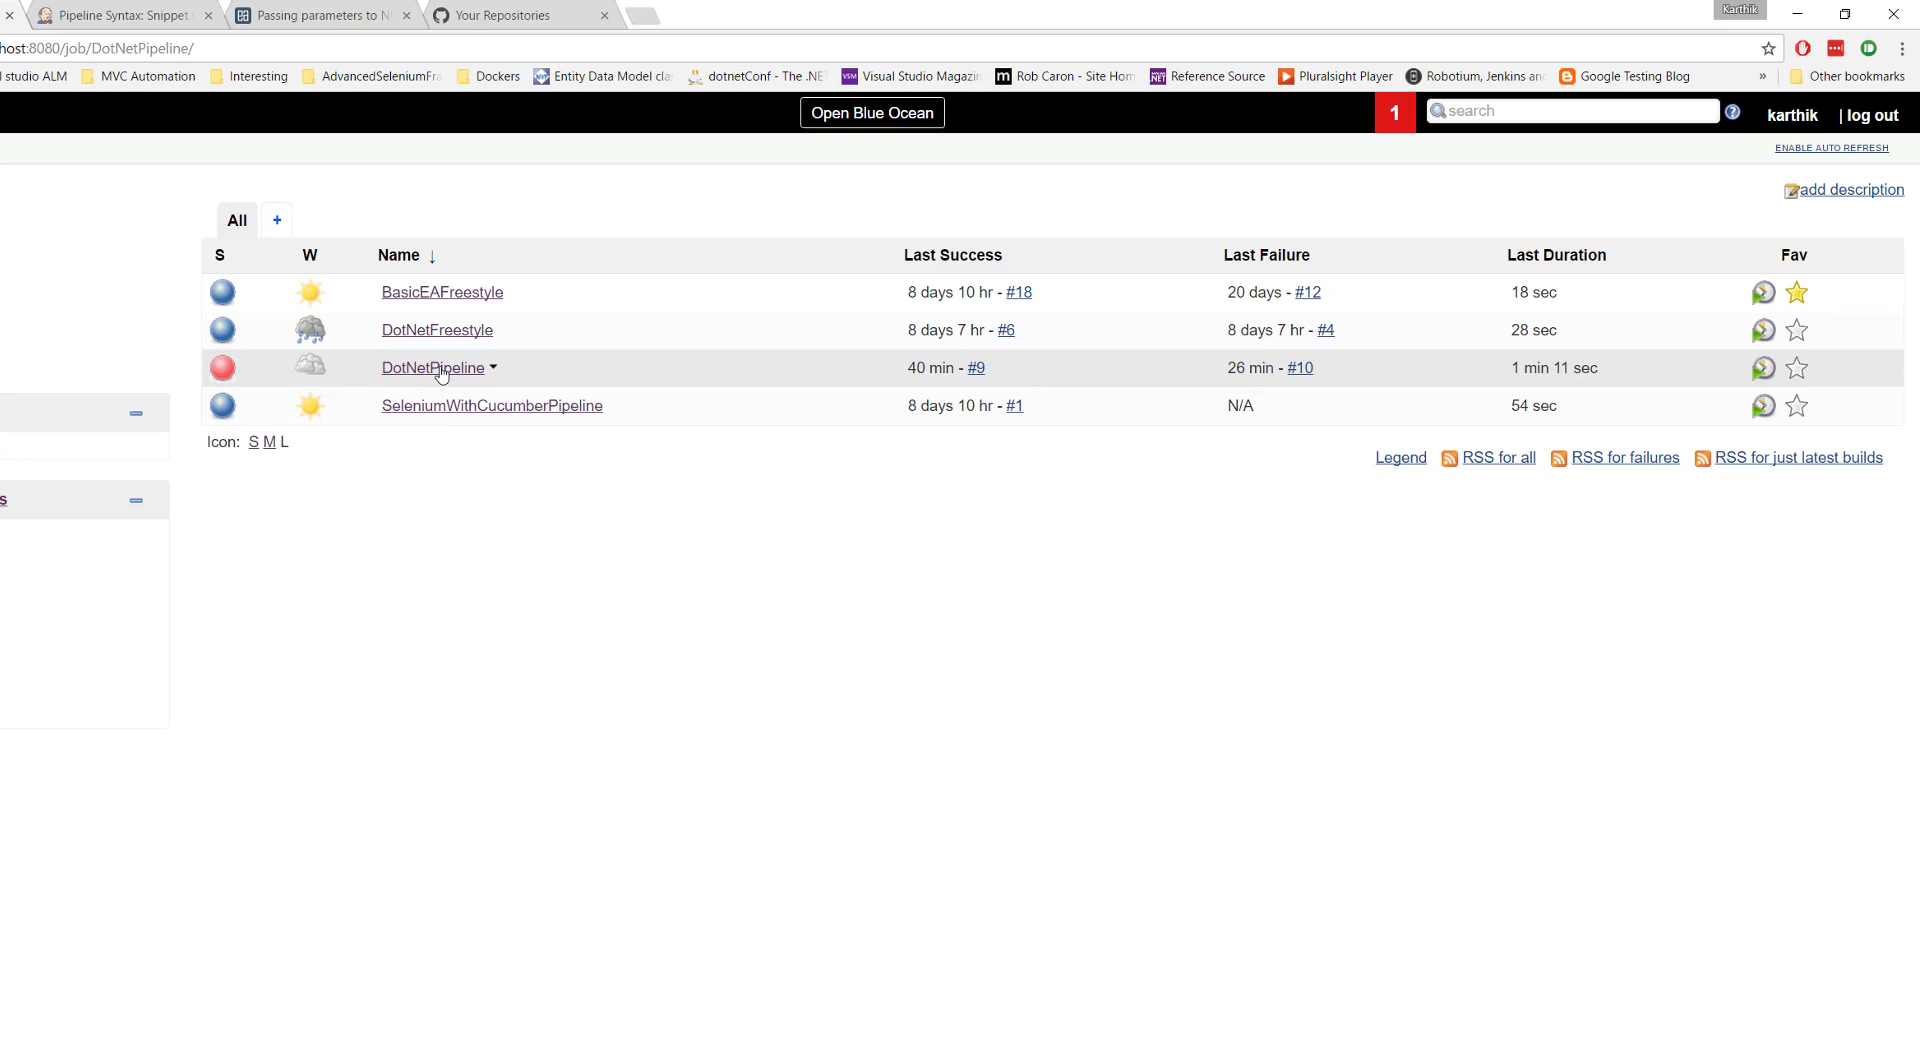 Pipeline Syntax: Snippet
Passing parameters to N
Your Repositories
Karthik
host:8080/job/DotNetPipeline/
studio ALM
MVC Automation
Interesting
AdvancedSeleniumFra
Dockers
Entity Data Model cla
dotnetConf - The .NE
Visual Studio Magazin
Rob Caron - Site Hom
Reference Source
Pluralsight Player
Robotium, Jenkins an
Google Testing Blog
»
Other bookmarks
Open Blue Ocean
1
search
karthik
| log out
ENABLE AUTO REFRESH
add description
All
+
S W Name ↓ Last Success Last Failure Last Duration Fav
BasicEAFreestyle 8 days 10 hr - #18 20 days - #12 18 sec
DotNetFreestyle 8 days 7 hr - #6 8 days 7 hr - #4 28 sec
DotNetPipeline 40 min - #9 26 min - #10 1 min 11 sec
SeleniumWithCucumberPipeline 8 days 10 hr - #1 N/A 54 sec
Icon: S M L
Legend RSS for all RSS for failures RSS for just latest builds
s